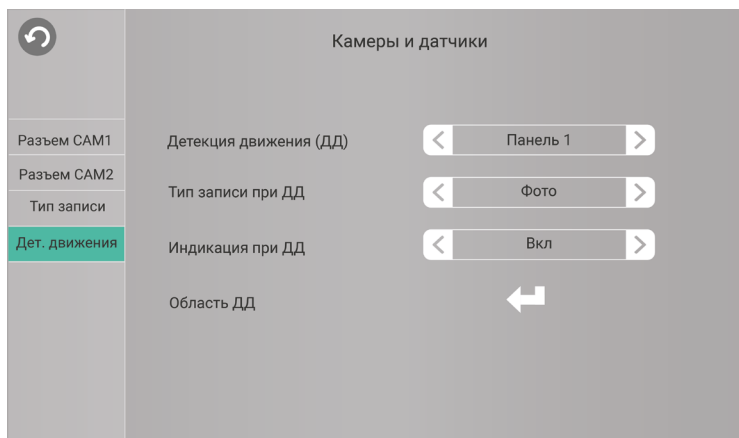 Камеры и датчики
Разъем CAM1
Разъем CAM2
Тип записи
Дет. движения
Детекция движения (ДД)
Панель 1
Тип записи при ДД
Фото
Индикация при ДД
Вкл
Область ДД